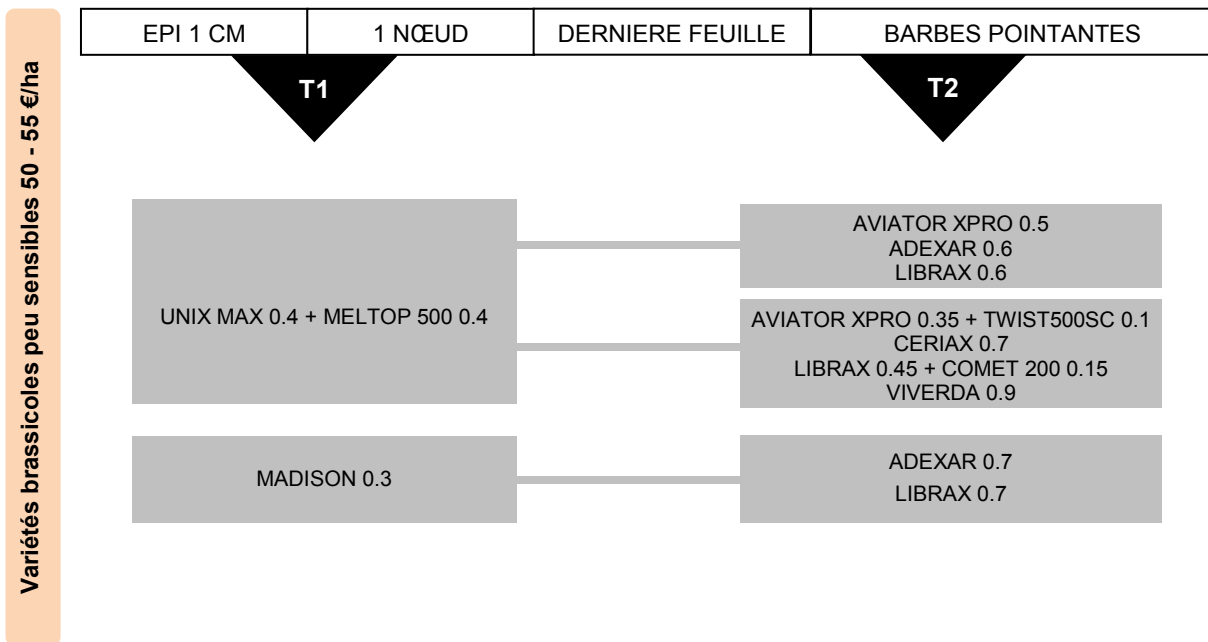 EPI 1 CM
1 NŒUD
DERNIERE FEUILLE
BARBES POINTANTES
T1
T2
Variétés brassicoles peu sensibles 50 - 55 €/ha
UNIX MAX 0.4 + MELTOP 500 0.4
AVIATOR XPRO 0.5
ADEXAR 0.6
LIBRAX 0.6
AVIATOR XPRO 0.35 + TWIST500SC 0.1
CERIAX 0.7
LIBRAX 0.45 + COMET 200 0.15
VIVERDA 0.9
MADISON 0.3
ADEXAR 0.7
LIBRAX 0.7